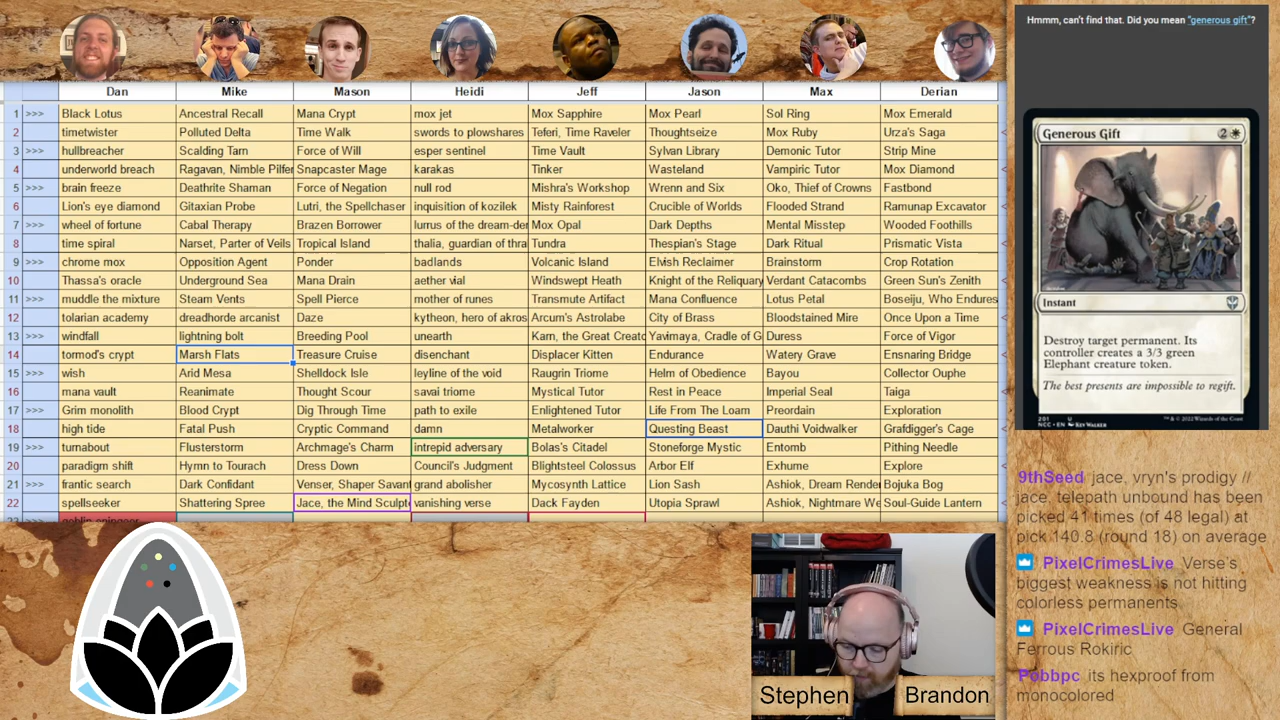 Hmmm, can't find that. Did you mean "generous gift"?
Dan Mike Mason Heidi Jeff Jason Max Derian
1 >>> Black Lotus Ancestral Recall Mana Crypt mox jet Mox Sapphire Mox Pearl Sol Ring Mox Emerald
2 timetwister Polluted Delta Time Walk swords to plowshares Teferi, Time Raveler Thoughtseize Mox Ruby Urza's Saga <
3 >>> hullbreacher Scalding Tarn Force of Will esper sentinel Time Vault Sylvan Library Demonic Tutor Strip Mine
4 underworld breach Ragavan, Nimble Pilfer Snapcaster Mage karakas Tinker Wasteland Vampiric Tutor Mox Diamond <
5 >>> brain freeze Deathrite Shaman Force of Negation null rod Mishra's Workshop Wrenn and Six Oko, Thief of Crowns Fastbond
6 Lion's eye diamond Gitaxian Probe Lutri, the Spellchaser inquisition of kozilek Misty Rainforest Crucible of Worlds Flooded Strand Ramunap Excavator <
7 >>> wheel of fortune Cabal Therapy Brazen Borrower lurrus of the dream-der Mox Opal Dark Depths Mental Misstep Wooded Foothills
8 time spiral Narset, Parter of Veils Tropical Island thalia, guardian of thra Tundra Thespian's Stage Dark Ritual Prismatic Vista <
9 >>> chrome mox Opposition Agent Ponder badlands Volcanic Island Elvish Reclaimer Brainstorm Crop Rotation
10 Thassa's oracle Underground Sea Mana Drain aether vial Windswept Heath Knight of the Reliquary Verdant Catacombs Green Sun's Zenith <
11 >>> muddle the mixture Steam Vents Spell Pierce mother of runes Transmute Artifact Mana Confluence Lotus Petal Boseiju, Who Endures
12 tolarian academy dreadhorde arcanist Daze kytheon, hero of akros Arcum's Astrolabe City of Brass Bloodstained Mire Once Upon a Time <
13 >>> windfall lightning bolt Breeding Pool unearth Karn, the Great Creato Yavimaya, Cradle of G Duress Force of Vigor
14 tormod's crypt Marsh Flats Treasure Cruise disenchant Displacer Kitten Endurance Watery Grave Ensnaring Bridge <
15 >>> wish Arid Mesa Shelldock Isle leyline of the void Raugrin Triome Helm of Obedience Bayou Collector Ouphe
16 mana vault Reanimate Thought Scour savai triome Mystical Tutor Rest in Peace Imperial Seal Taiga <
17 >>> Grim monolith Blood Crypt Dig Through Time path to exile Enlightened Tutor Life From The Loam Preordain Exploration
18 high tide Fatal Push Cryptic Command damn Metalworker Questing Beast Dauthi Voidwalker Grafdigger's Cage <
19 >>> turnabout Flusterstorm Archmage's Charm intrepid adversary Bolas's Citadel Stoneforge Mystic Entomb Pithing Needle
20 paradigm shift Hymn to Tourach Dress Down Council's Judgment Blightsteel Colossus Arbor Elf Exhume Explore <
21 >>> frantic search Dark Confidant Venser, Shaper Savant grand abolisher Mycosynth Lattice Lion Sash Ashiok, Dream Render Bojuka Bog
22 spellseeker Shattering Spree Jace, the Mind Sculpto vanishing verse Dack Fayden Utopia Sprawl Ashiok, Nightmare We Soul-Guide Lantern <
Generous Gift 2
Instant
Destroy target permanent. Its
controller creates a 3/3 green
Elephant creature token.
The best presents are impossible to regift.
9thSeed jace, vryn's prodigy //
jace, telepath unbound has been
picked 41 times (of 48 legal) at
pick 140.8 (round 18) on average
PixelCrimesLive Verse's
biggest weakness is not hitting
colorless permanents
PixelCrimesLive General
Ferrous Rokiric
Pobbpc its hexproof from
monocolored
Stephen Brandon